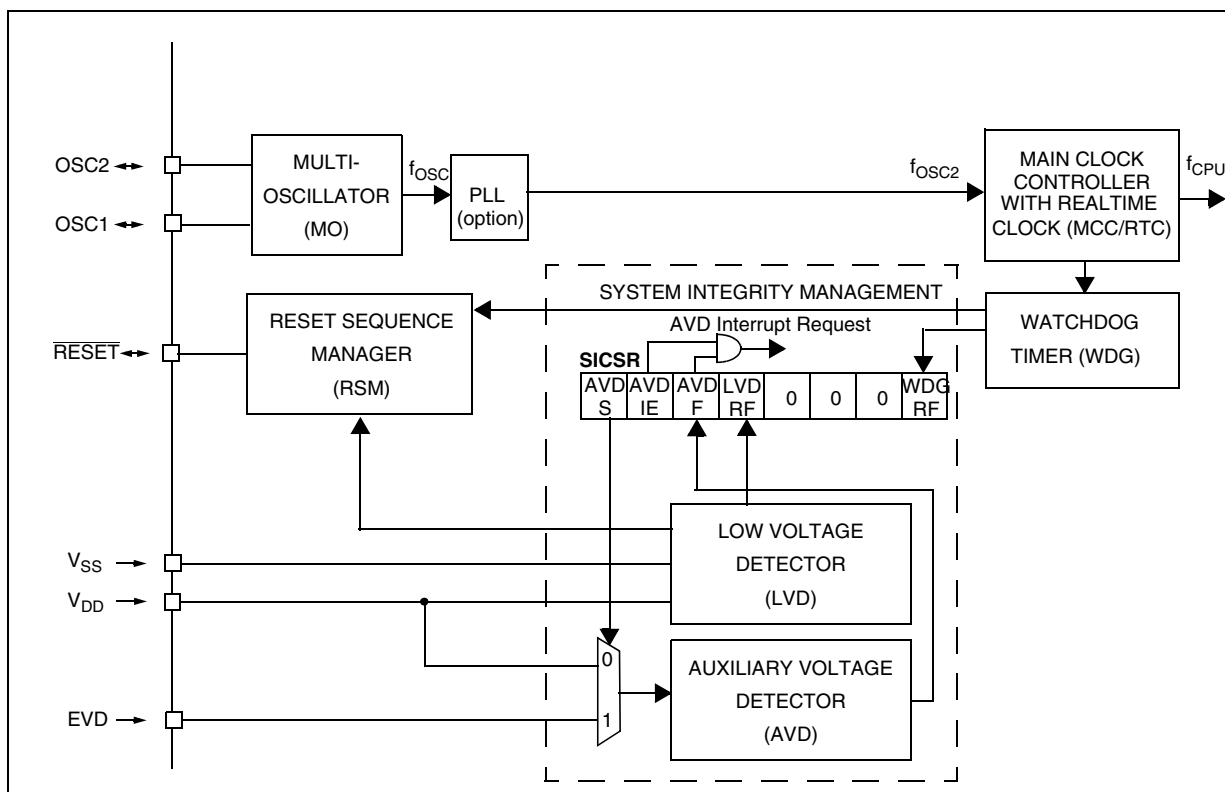 OSC2
OSC1
MULTI-
OSCILLATOR
(MO)
fOSC
PLL
(option)
fOSC2
MAIN CLOCK
CONTROLLER
WITH REALTIME
CLOCK (MCC/RTC)
fCPU
SYSTEM INTEGRITY MANAGEMENT
RESET
RESET SEQUENCE
MANAGER
(RSM)
AVD Interrupt Request
WATCHDOG
TIMER (WDG)
SICSR
AVD AVD AVD LVD 0 0 0 WDG
S IE F RF RF
LOW VOLTAGE
DETECTOR
(LVD)
VSS
VDD
0
1
AUXILIARY VOLTAGE
DETECTOR
(AVD)
EVD